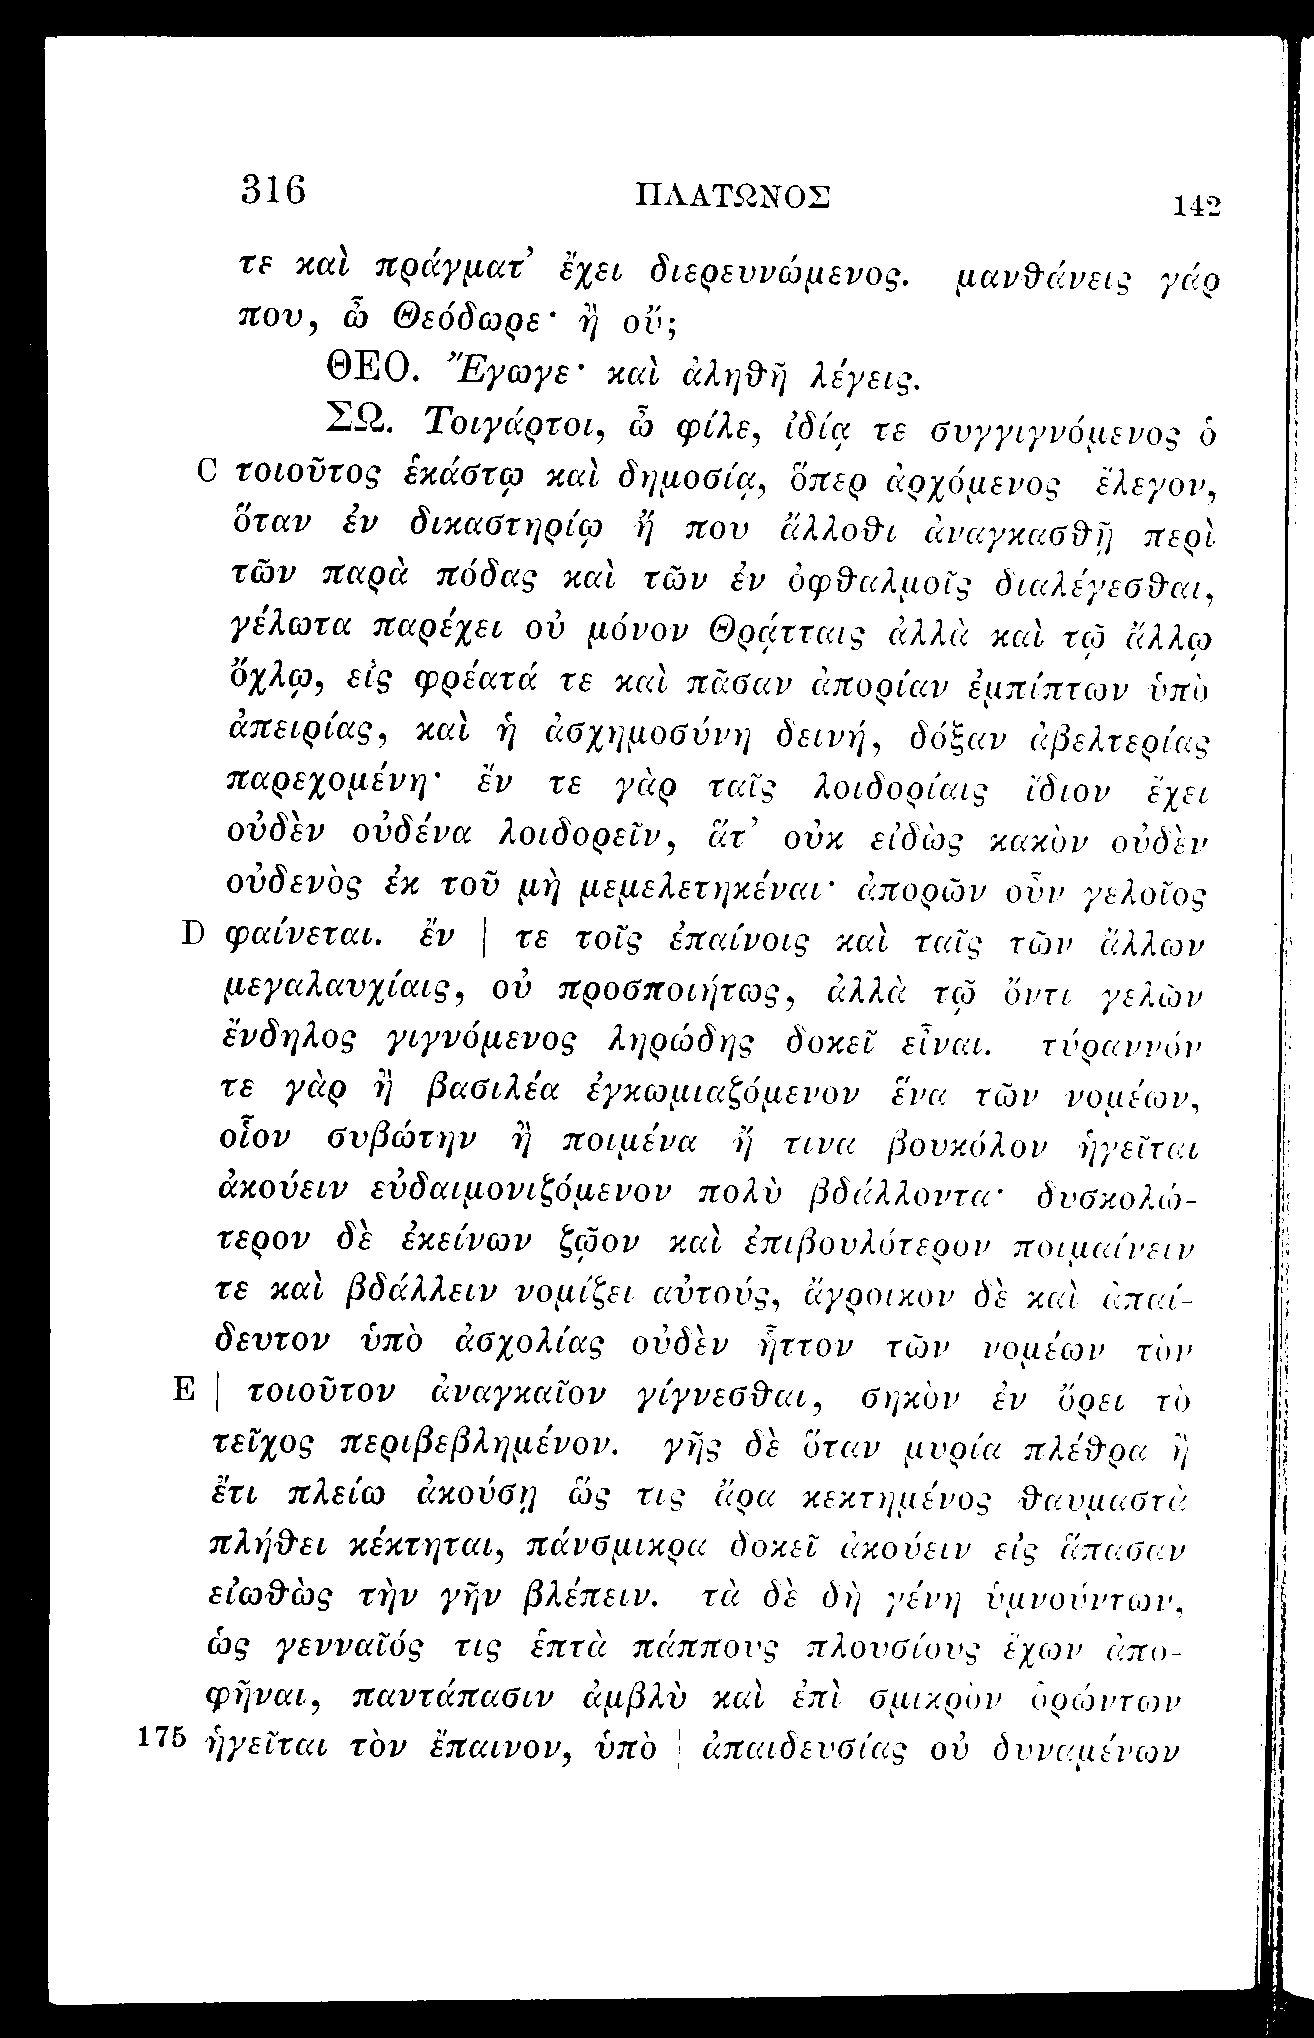 316 ΠΛΑΤΩΝΟΣ 142
τε καὶ πράγματ’ ἔχει διερευνώμενος. μανθάνεις γάρ
που, ὦ Θεόδωρε· ἢ οὔ;
ΘΕΟ. Ἔγωγε· καὶ ἀληθῆ λέγεις.
ΣΩ. Τοιγάρτοι, ὦ φίλε, ἰδίᾳ τε συγγιγνόμενος ὁ
C τοιοῦτος ἑκάστῳ καὶ δημοσίᾳ, ὅπερ ἀρχόμενος ἔλεγον,
ὅταν ἐν δικαστηρίῳ ἤ που ἄλλοθι ἀναγκασθῇ περὶ
τῶν παρὰ πόδας καὶ τῶν ἐν ὀφθαλμοῖς διαλέγεσθαι,
γέλωτα παρέχει οὐ μόνον Θρᾴτταις ἀλλὰ καὶ τῷ ἄλλῳ
ὄχλῳ, εἰς φρέατά τε καὶ πᾶσαν ἀπορίαν ἐμπίπτων ὑπὸ
ἀπειρίας, καὶ ἡ ἀσχημοσύνη δεινή, δόξαν ἀβελτερίας
παρεχομένη· ἔν τε γὰρ ταῖς λοιδορίαις ἴδιον ἔχει
οὐδὲν οὐδένα λοιδορεῖν, ἅτ’ οὐκ εἰδὼς κακὸν οὐδὲν
οὐδενὸς ἐκ τοῦ μὴ μεμελετηκέναι· ἀπορῶν οὖν γελοῖος
D φαίνεται. ἔν | τε τοῖς ἐπαίνοις καὶ ταῖς τῶν ἄλλων
μεγαλαυχίαις, οὐ προσποιήτως, ἀλλὰ τῷ ὄντι γελῶν
ἔνδηλος γιγνόμενος ληρώδης δοκεῖ εἶναι. τύραννόν
τε γὰρ ἢ βασιλέα ἐγκωμιαζόμενον ἕνα τῶν νομέων,
οἷον συβώτην ἢ ποιμένα ἤ τινα βουκόλον ἡγεῖται
ἀκούειν εὐδαιμονιζόμενον πολὺ βδάλλοντα· δυσκολώ-
τερον δὲ ἐκείνων ζῷον καὶ ἐπιβουλότερον ποιμαίνειν
τε καὶ βδάλλειν νομίζει αὐτούς, ἄγροικον δὲ καὶ ἀπαί-
δευτον ὑπὸ ἀσχολίας οὐδὲν ἧττον τῶν νομέων τὸν
E | τοιοῦτον ἀναγκαῖον γίγνεσθαι, σηκὸν ἐν ὄρει τὸ
τεῖχος περιβεβλημένον. γῆς δὲ ὅταν μυρία πλέθρα ἢ
ἔτι πλείω ἀκούσῃ ὥς τις ἄρα κεκτημένος θαυμαστὰ
πλήθει κέκτηται, πάνσμικρα δοκεῖ ἀκούειν εἰς ἅπασαν
εἰωθὼς τὴν γῆν βλέπειν. τὰ δὲ δὴ γένη ὑμνούντων,
ὡς γενναῖός τις ἑπτὰ πάππους πλουσίους ἔχων ἀπο-
φῆναι, παντάπασιν ἀμβλὺ καὶ ἐπὶ σμικρὸν ὁρώντων
175 ἡγεῖται τὸν ἔπαινον, ὑπὸ | ἀπαιδευσίας οὐ δυναμένων